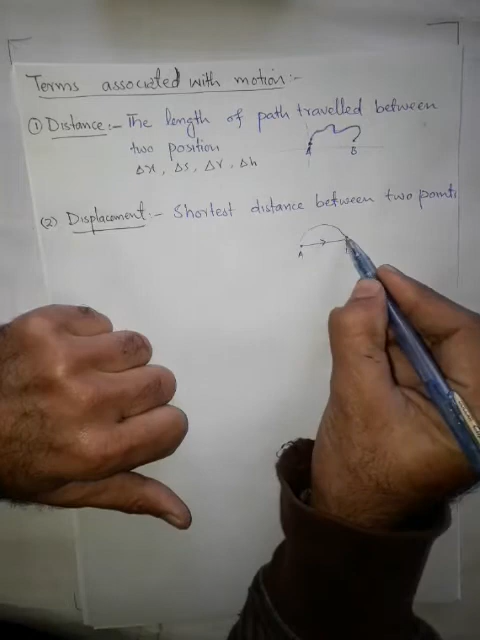 Terms associated with motion:-
① Distance:- The length of path travelled between
two position
A B
Δx, Δs, Δr, Δh
(2) Displacement:- Shortest distance between two points
A